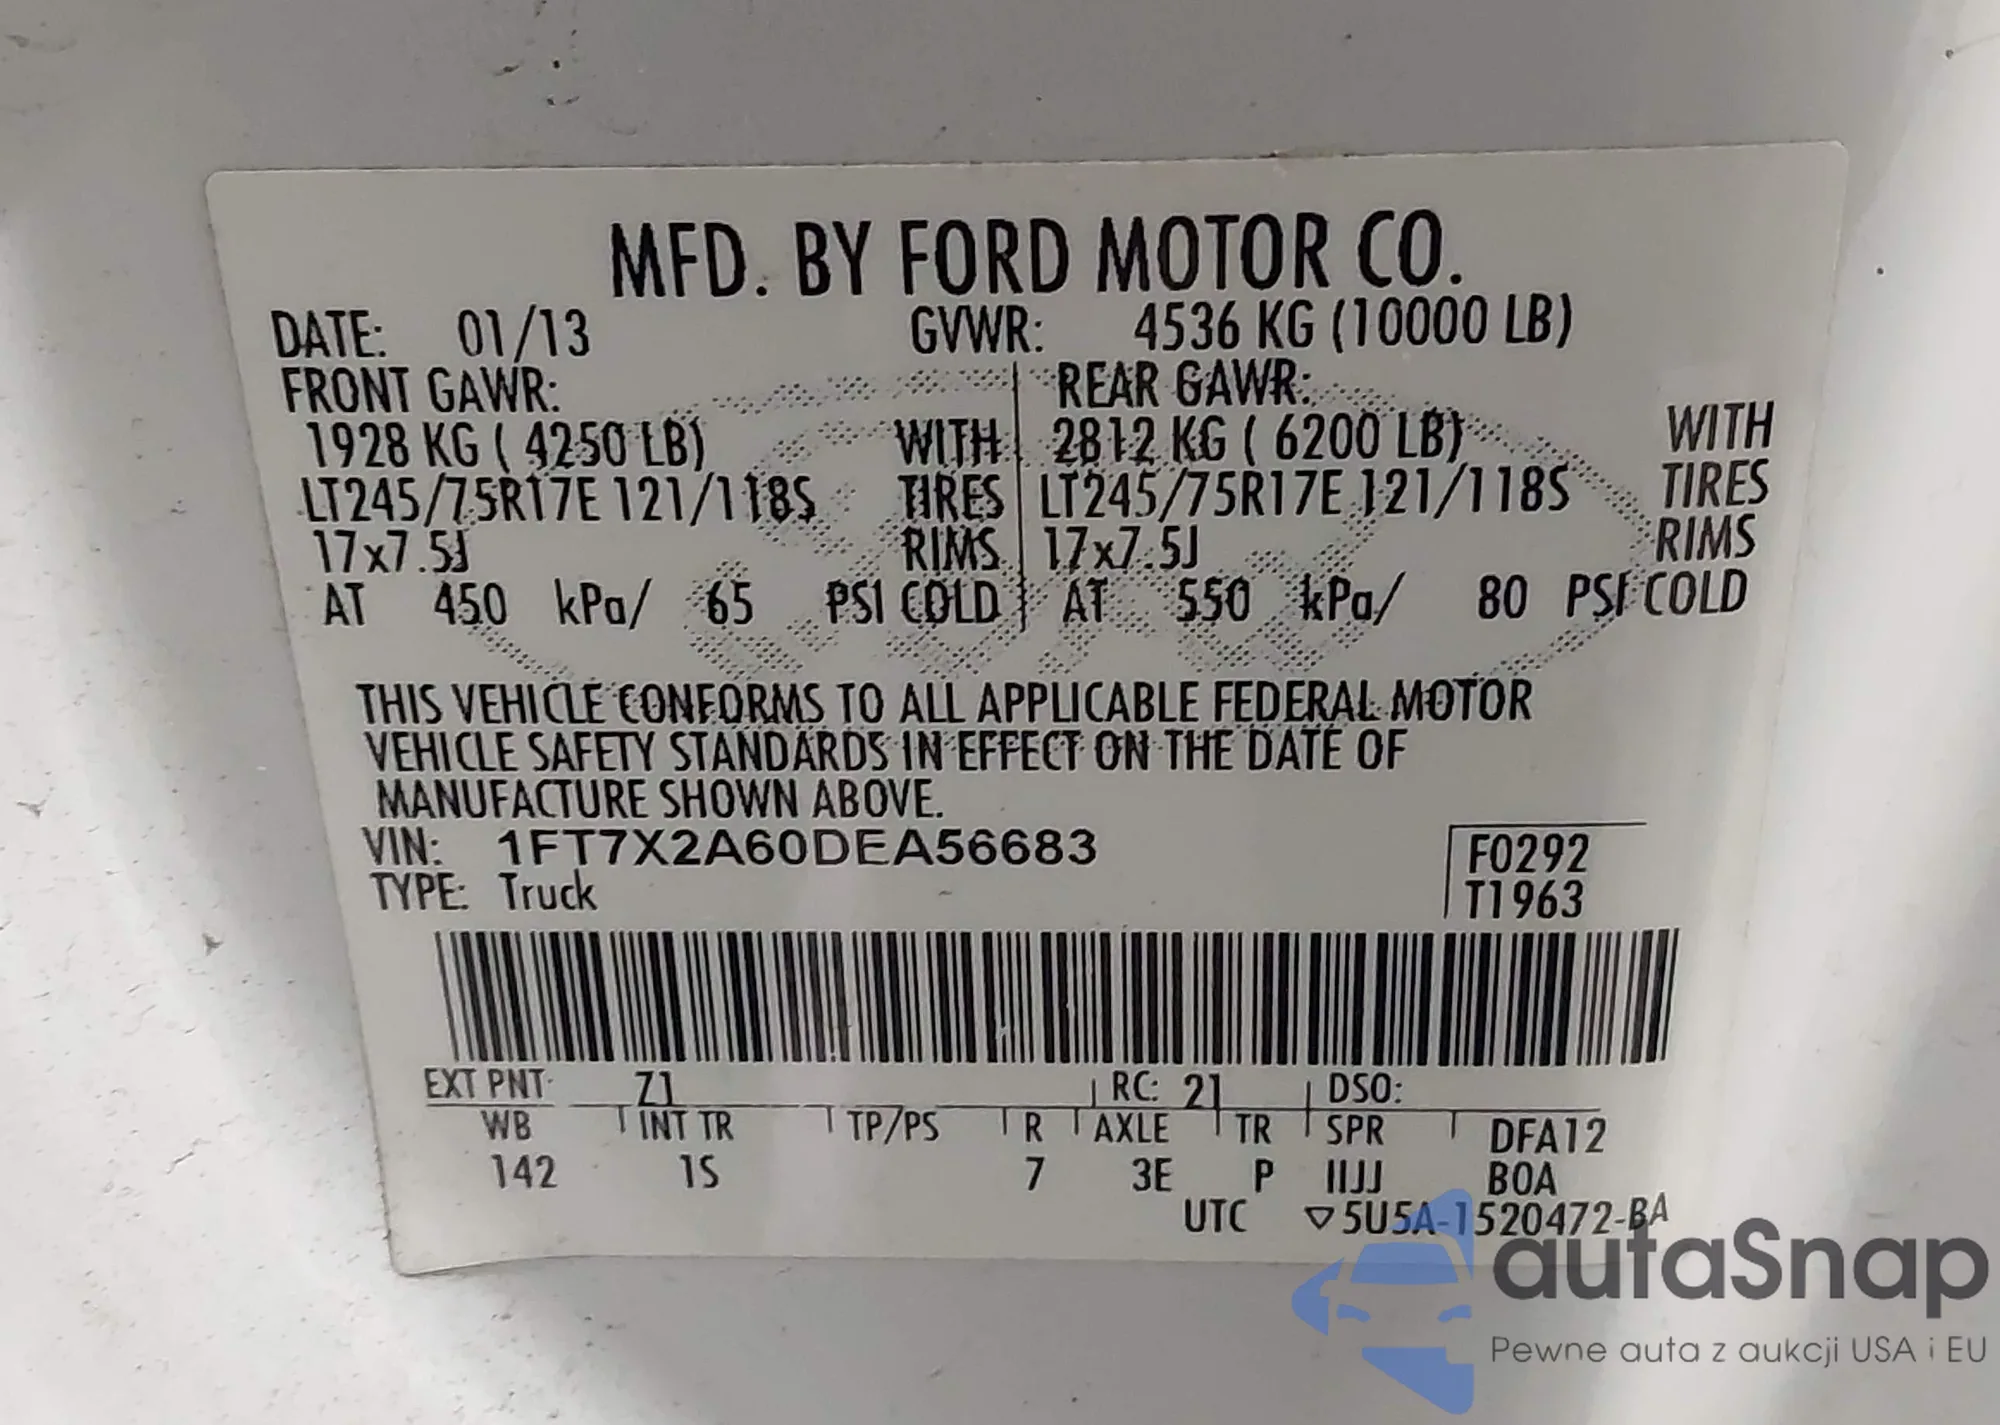 MFD. BY FORD MOTOR CO.
DATE: 01/13 GVWR: 4536 KG (10000 LB)
FRONT GAWR: REAR GAWR:
1928 KG ( 4250 LB) WITH 2812 KG ( 6200 LB) WITH
LT245/75R17E 121/118S TIRES LT245/75R17E 121/118S TIRES
17x7.5J RIMS 17x7.5J RIMS
AT 450 kPa/ 65 PSI COLD AT 550 kPa/ 80 PSI COLD
THIS VEHICLE CONFORMS TO ALL APPLICABLE FEDERAL MOTOR
VEHICLE SAFETY STANDARDS IN EFFECT ON THE DATE OF
MANUFACTURE SHOWN ABOVE.
VIN: 1FT7X2A60DEA56683 F0292
TYPE: Truck T1963
EXT PNT: Z1 RC: 21 DSO:
WB INT TR TP/PS R AXLE TR SPR DFA12
142 1S 7 3E P IIJJ BOA
UTC ▽5U5A-1520472-BA
autaSnap
Pewne auta z aukcji USA i EU